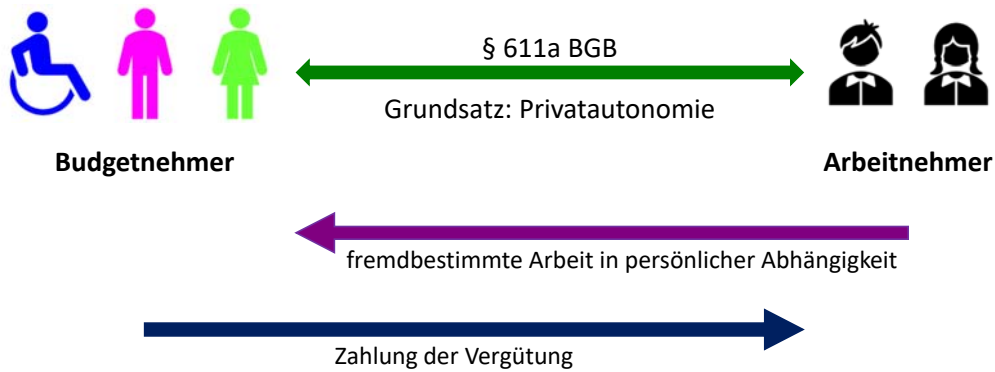 § 611a BGB
Grundsatz: Privatautonomie
Budgetnehmer
Arbeitnehmer
fremdbestimmte Arbeit in persönlicher Abhängigkeit
Zahlung der Vergütung